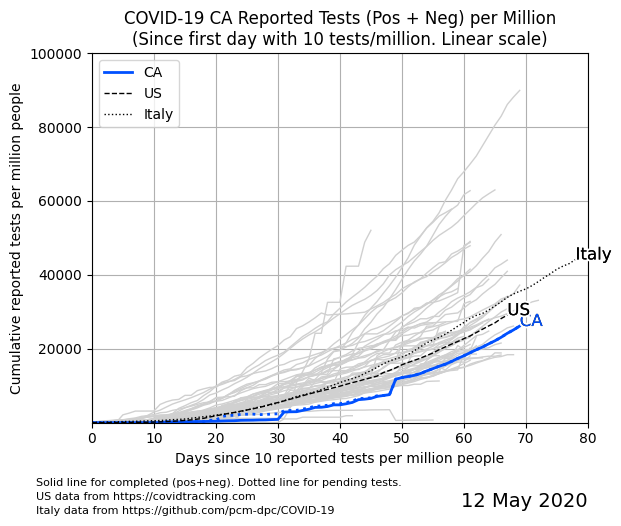 COVID-19 CA Reported Tests (Pos + Neg) per Million
(Since first day with 10 tests/million. Linear scale)
Cumulative reported tests per million people
100000
80000
60000
40000
20000
CA
US
Italy
Italy
US
CA
0 10 20 30 40 50 60 70 80
Days since 10 reported tests per million people
Solid line for completed (pos+neg). Dotted line for pending tests.
US data from https://covidtracking.com
Italy data from https://github.com/pcm-dpc/COVID-19
12 May 2020